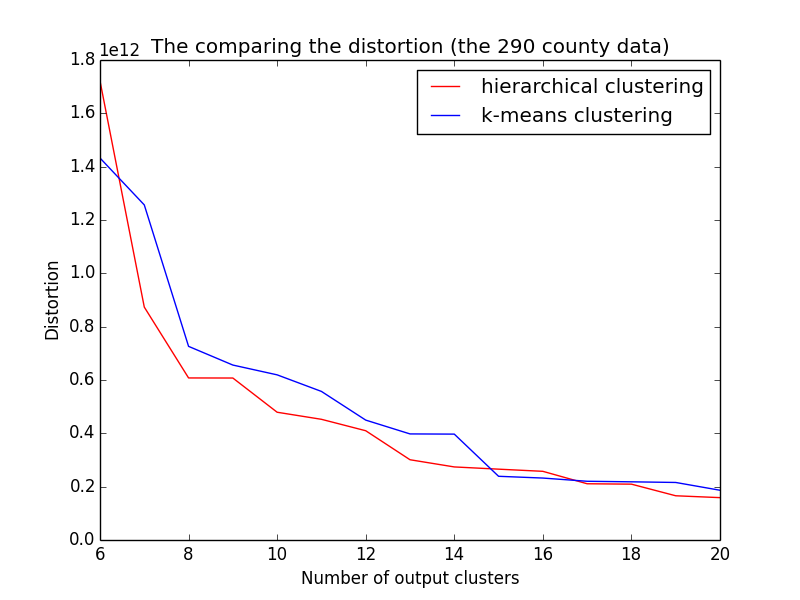 The comparing the distortion (the 290 county data)
1e12
1.8
1.6
1.4
1.2
1.0
0.8
0.6
0.4
0.2
0.0
Distortion
hierarchical clustering
k-means clustering
6 8 10 12 14 16 18 20
Number of output clusters